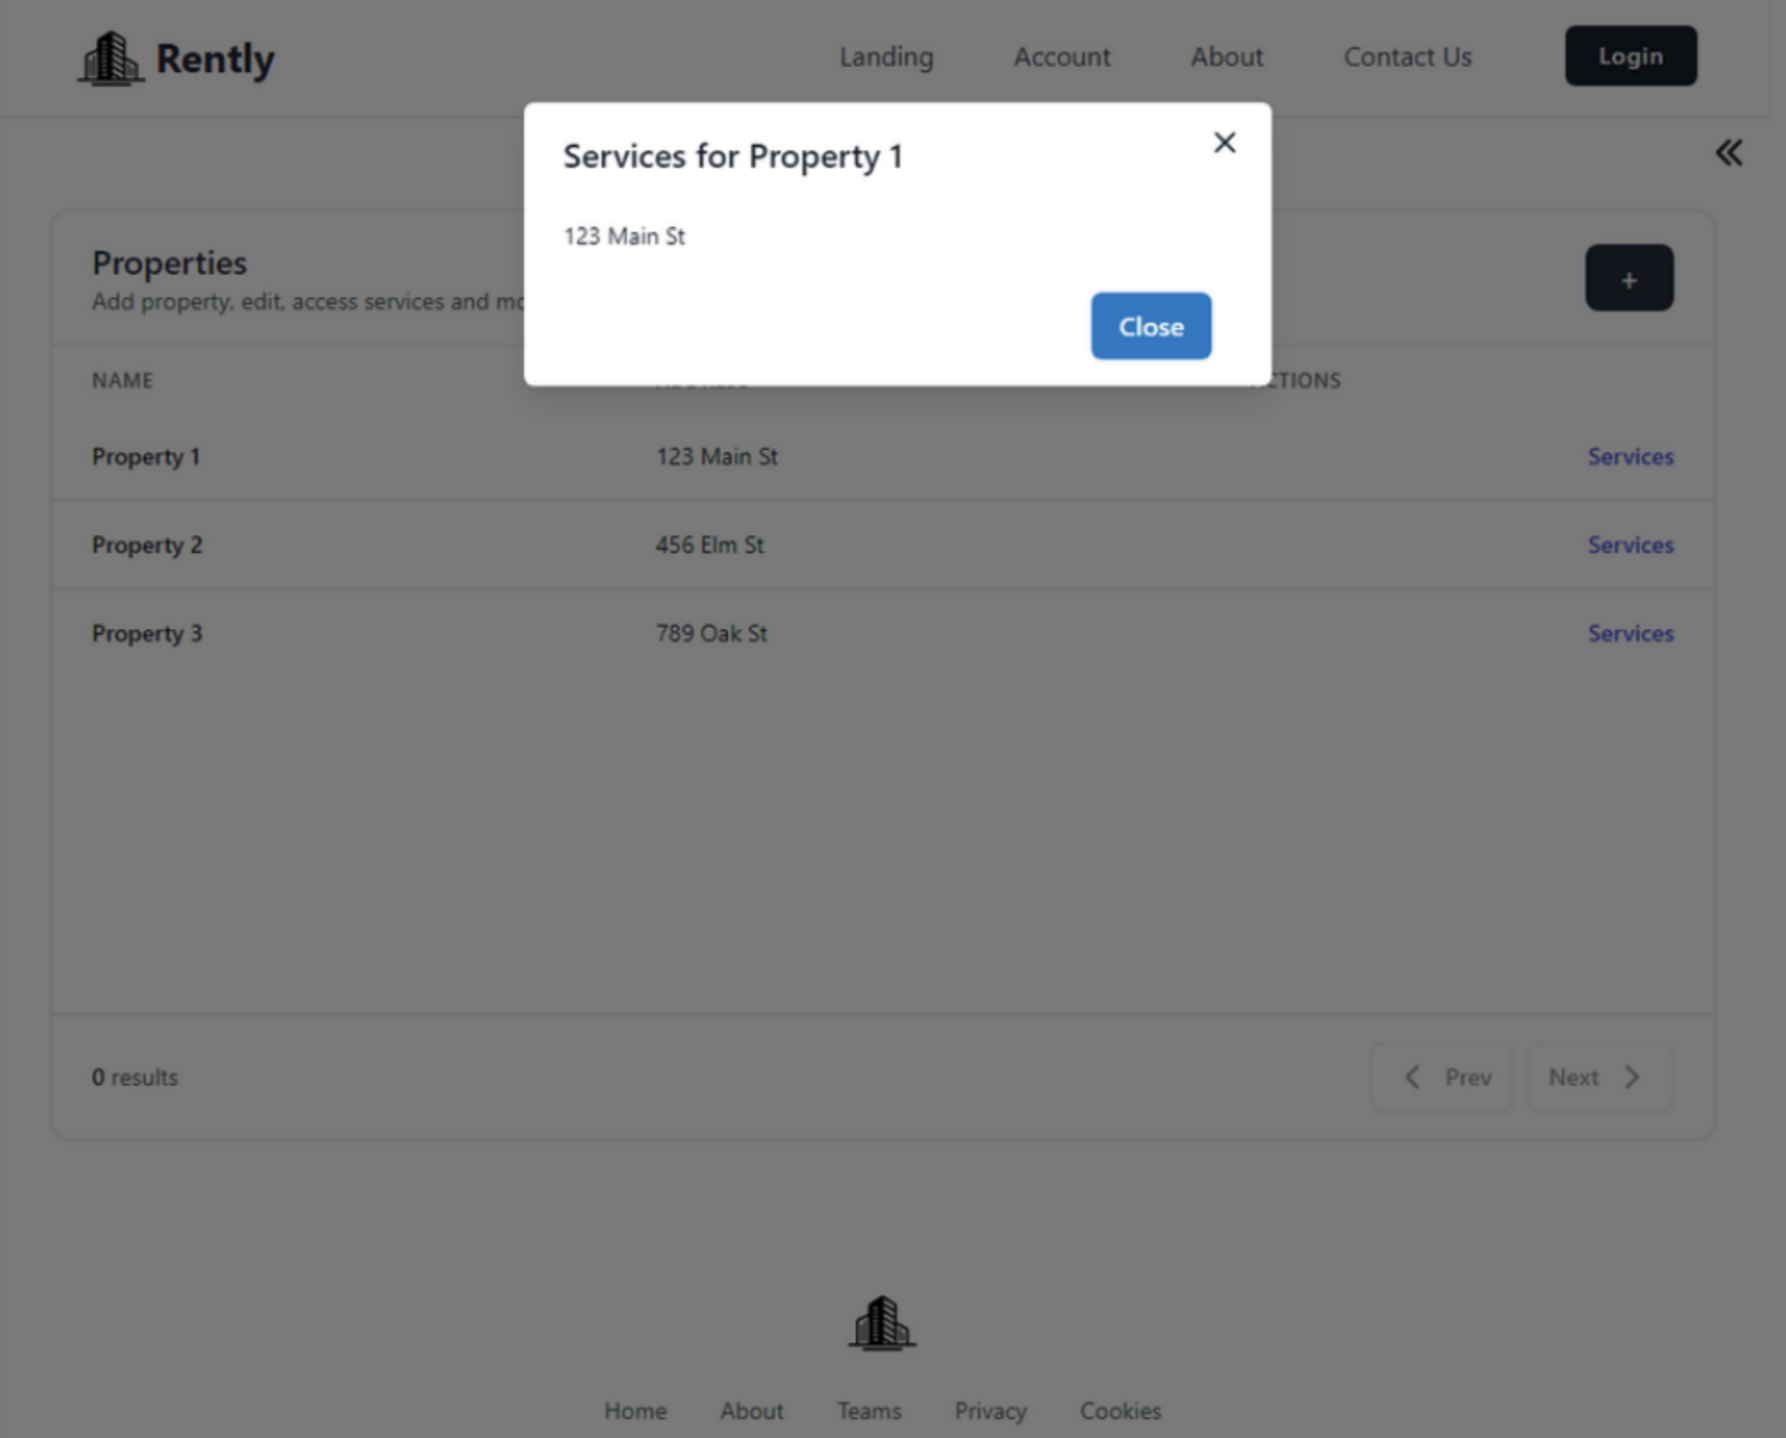 Rently
Landing Account About Contact Us Login
Services for Property 1
123 Main St
Close
Properties
Add property, edit, access services and
+
NAME
Property 1 123 Main St Services
Property 2 456 Elm St Services
Property 3 789 Oak St Services
0 results Prev Next
Home About Teams Privacy Cookies